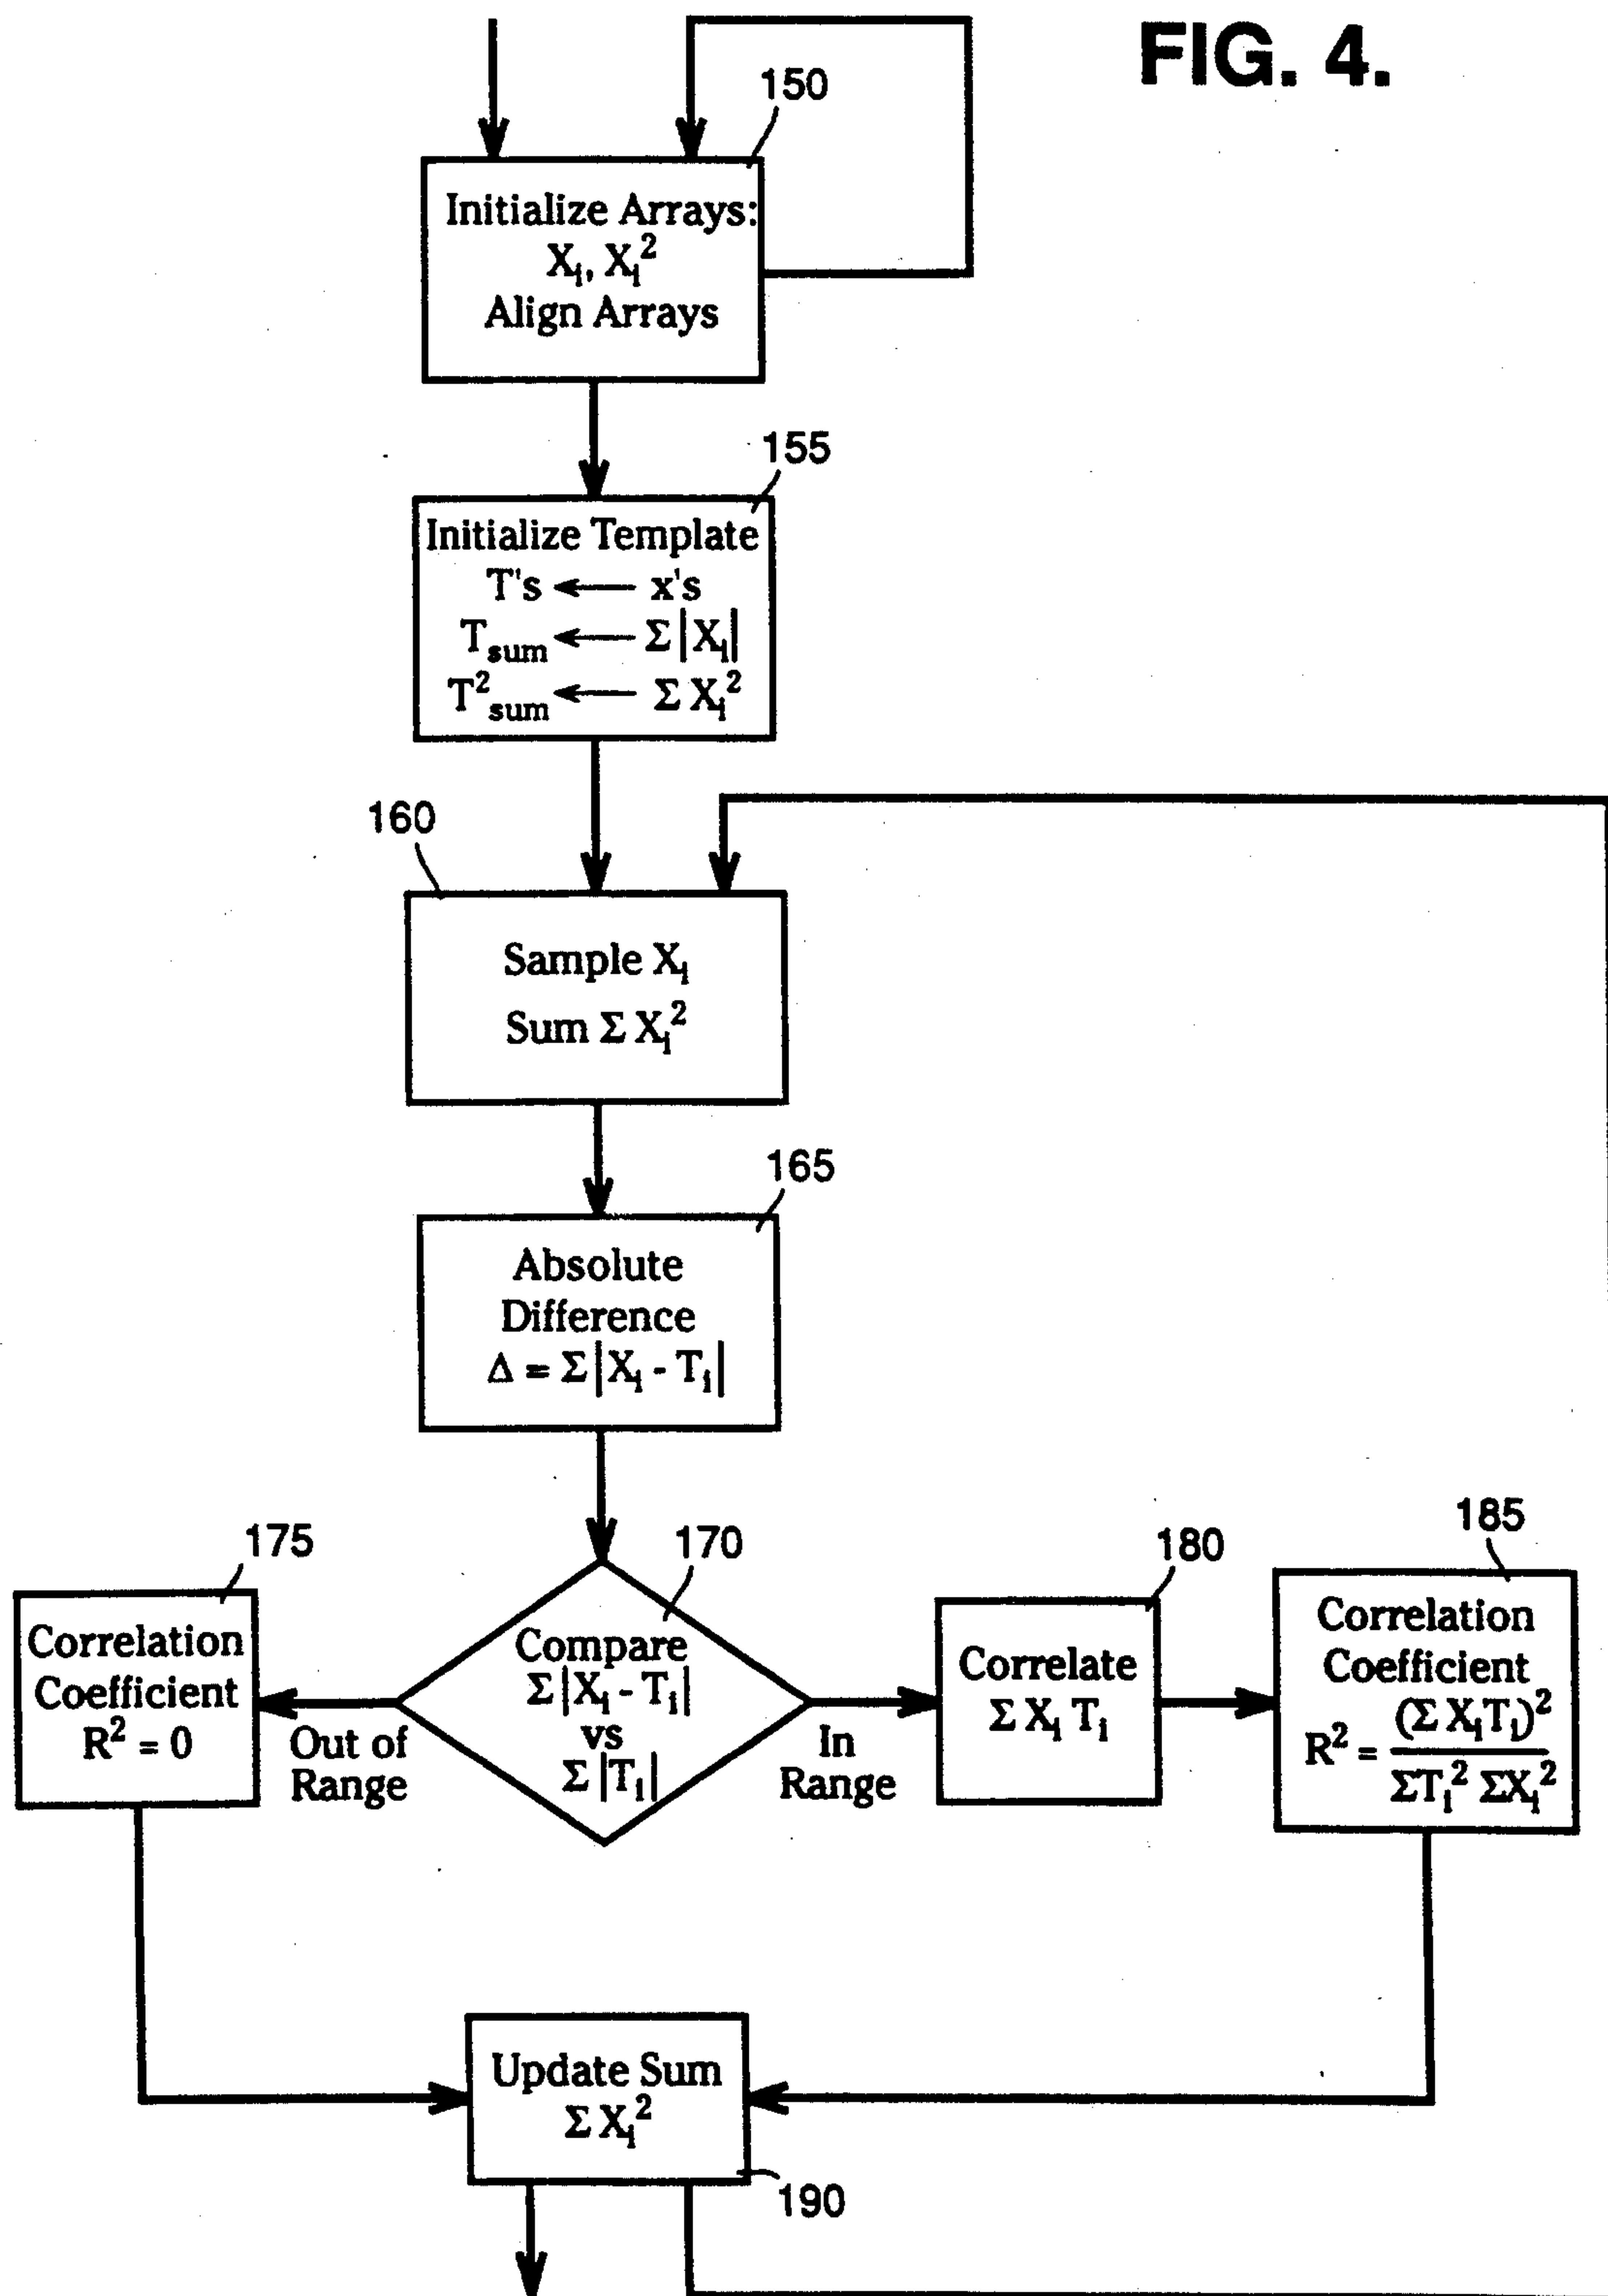 FIG. 4.
150
Initialize Arrays:
Xᵢ, Xᵢ²
Align Arrays
155
Initialize Template
T's ← x's
T_sum ← Σ|Xᵢ|
T²_sum ← Σ Xᵢ²
160
Sample Xᵢ
Sum Σ Xᵢ²
165
Absolute
Difference
Δ = Σ|Xᵢ - Tᵢ|
170
Compare
Σ|Xᵢ - Tᵢ|
vs
Σ|Tᵢ|
175
Correlation
Coefficient
R² = 0
Out of
Range
In
Range
180
Correlate
Σ Xᵢ Tᵢ
185
Correlation
Coefficient
R² = (Σ XᵢTᵢ)² / ΣTᵢ² ΣXᵢ²
Update Sum
Σ Xᵢ²
190